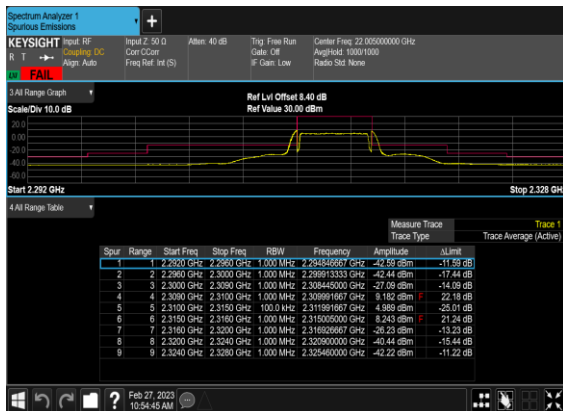 Spectrum Analyzer 1
Spurious Emissions
KEYSIGHT Input: RF Input Z: 50 Ω Atten: 40 dB Trig: Free Run Center Freq: 22.005000000 GHz
R T Coupling: DC Corr CCorr Gate: Off Avg|Hold: 1000/1000
Align: Auto Freq Ref: Int (S) IF Gain: Low Radio Std: None
FAIL
3 All Range Graph Ref Lvl Offset 8.40 dB
Scale/Div 10.0 dB Ref Value 30.00 dBm
20.0
0.00
-20.0
-40.0
-60.0
Start 2.292 GHz Stop 2.328 GH
4 All Range Table
Measure Trace Trace 1
Trace Type Trace Average (Active)
Spur Range Start Freq Stop Freq RBW Frequency Amplitude ΔLimit
1 1 2.2920 GHz 2.2960 GHz 1.000 MHz 2.294846667 GHz -42.59 dBm -11.59 dB
2 2 2.2960 GHz 2.3000 GHz 1.000 MHz 2.299913333 GHz -42.44 dBm -17.44 dB
3 3 2.3000 GHz 2.3090 GHz 1.000 MHz 2.308445000 GHz -27.09 dBm -14.09 dB
4 4 2.3090 GHz 2.3100 GHz 1.000 MHz 2.309991667 GHz 9.182 dBm F 22.18 dB
5 5 2.3100 GHz 2.3150 GHz 100.0 kHz 2.311991667 GHz 4.989 dBm -25.01 dB
6 6 2.3150 GHz 2.3160 GHz 1.000 MHz 2.315005000 GHz 8.243 dBm F 21.24 dB
7 7 2.3160 GHz 2.3200 GHz 1.000 MHz 2.316926667 GHz -26.23 dBm -13.23 dB
8 8 2.3200 GHz 2.3240 GHz 1.000 MHz 2.320900000 GHz -40.44 dBm -15.44 dB
9 9 2.3240 GHz 2.3280 GHz 1.000 MHz 2.325460000 GHz -42.22 dBm -11.22 dB
? Feb 27, 2023
10:54:45 AM